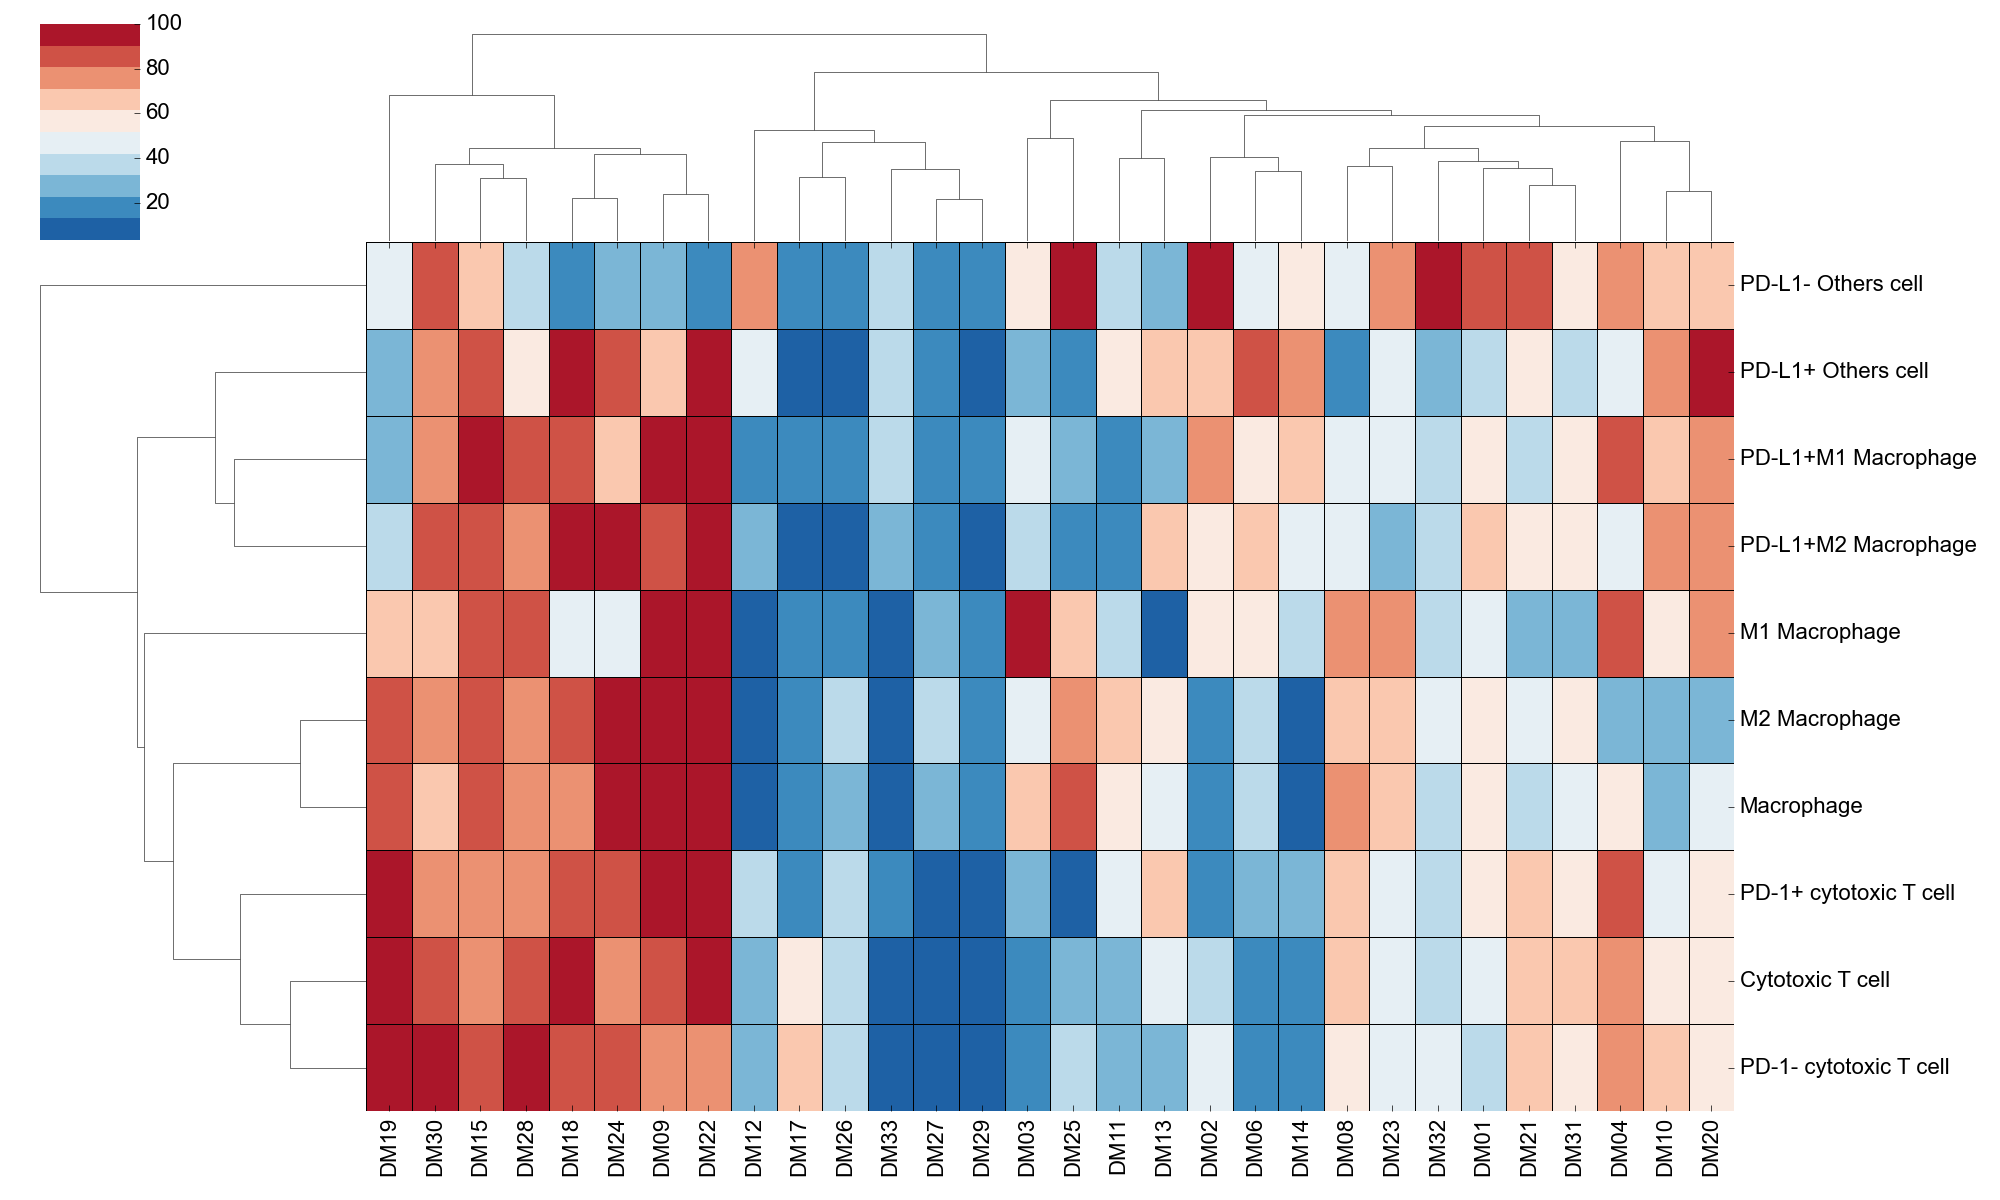 100
80
60
40
20
PD-L1- Others cell
PD-L1+ Others cell
PD-L1+M1 Macrophage
PD-L1+M2 Macrophage
M1 Macrophage
M2 Macrophage
Macrophage
PD-1+ cytotoxic T cell
Cytotoxic T cell
PD-1- cytotoxic T cell
DM19 DM30 DM15 DM28 DM18 DM24 DM09 DM22 DM12 DM17 DM26 DM33 DM27 DM29 DM03 DM25 DM11 DM13 DM02 DM06 DM14 DM08 DM23 DM32 DM01 DM21 DM31 DM04 DM10 DM20